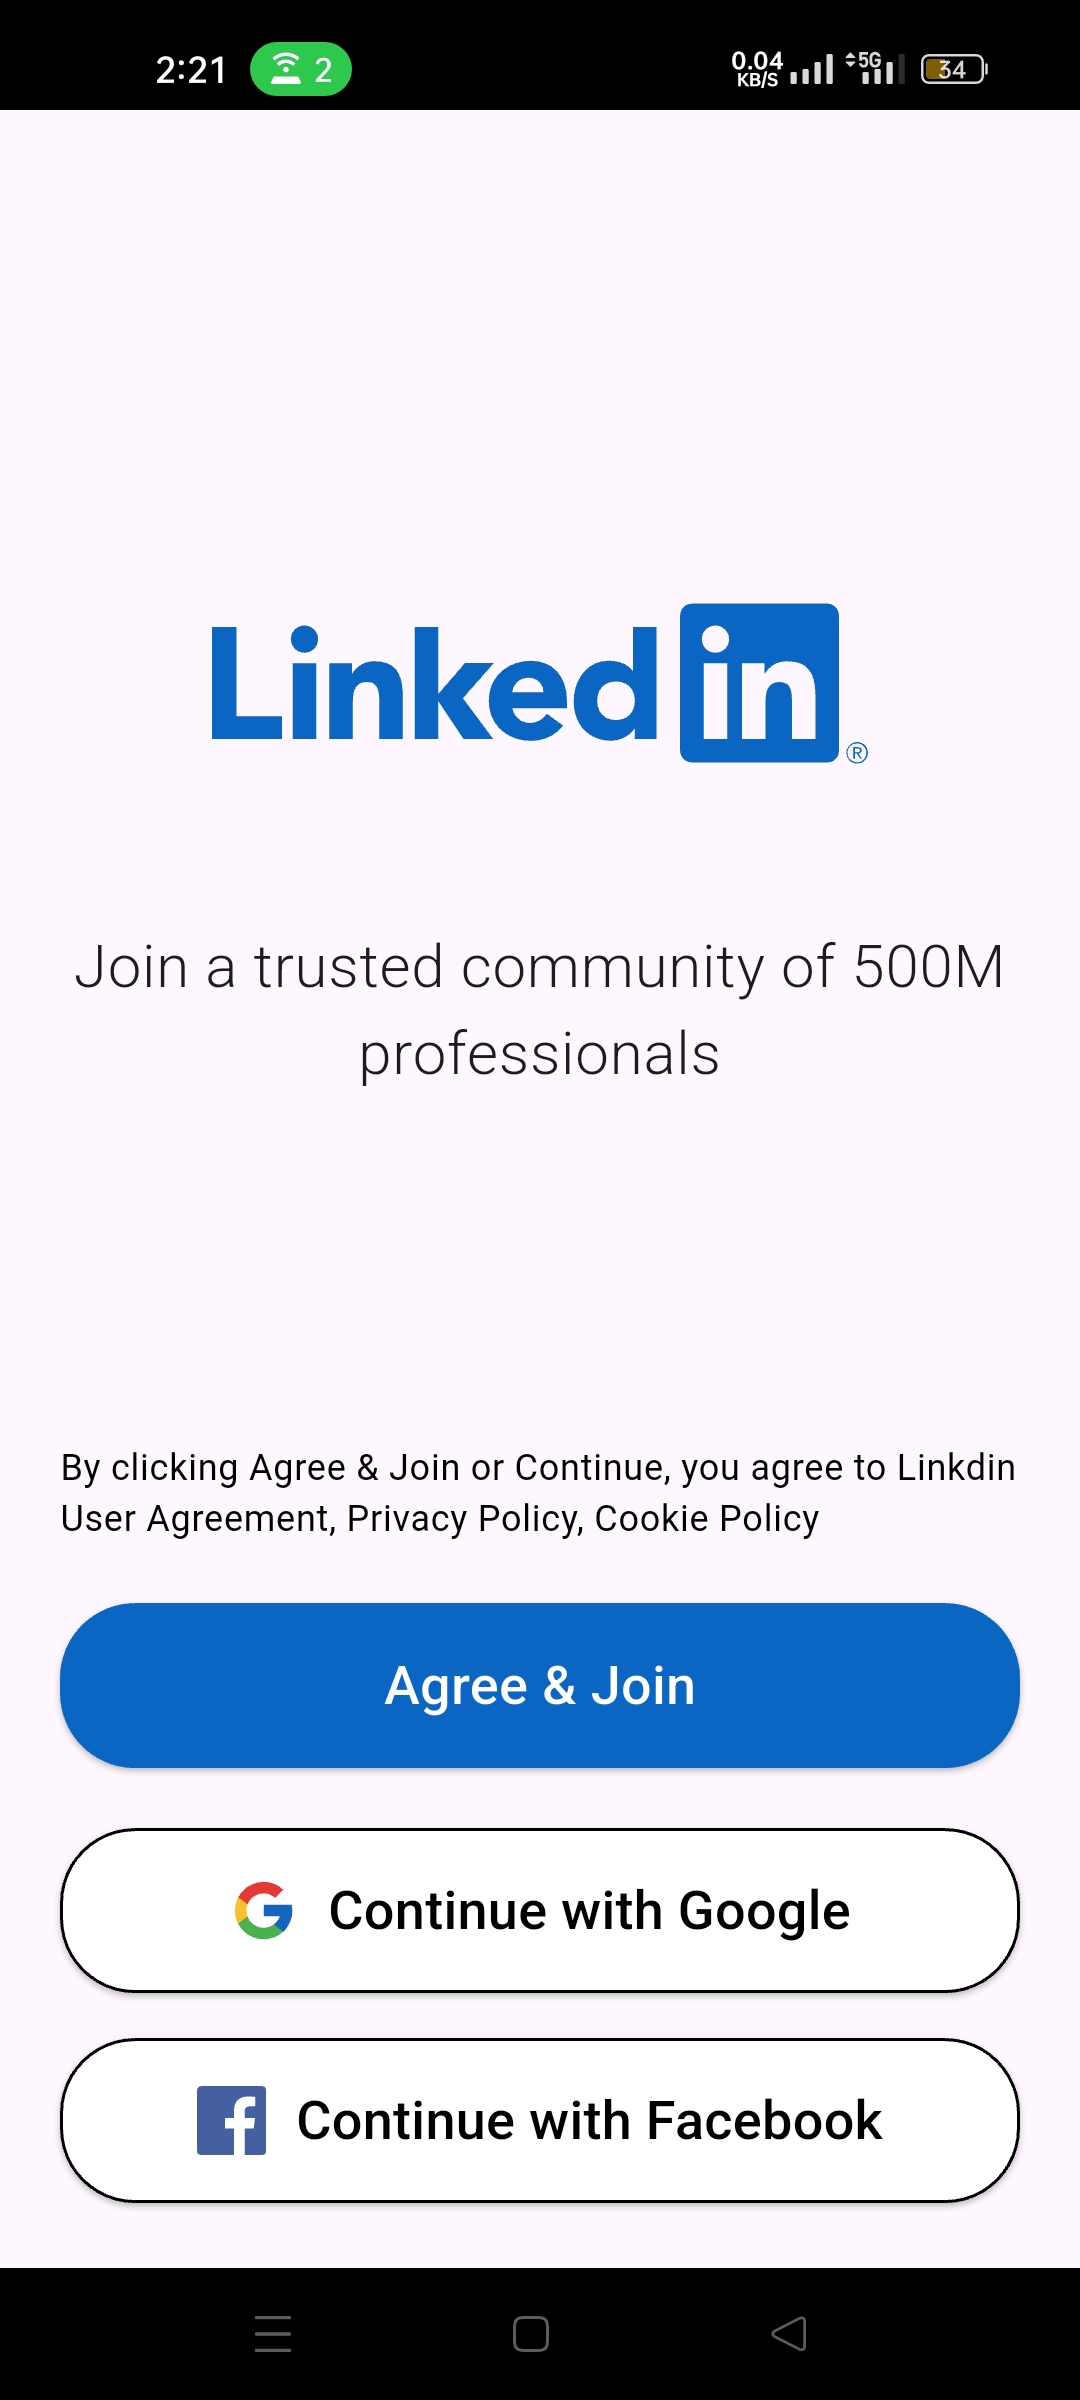 2:21 2 0.04 KB/S 5G 34
Linkedin®
Join a trusted community of 500M
professionals
By clicking Agree & Join or Continue, you agree to Linkdin
User Agreement, Privacy Policy, Cookie Policy
Agree & Join
Continue with Google
Continue with Facebook